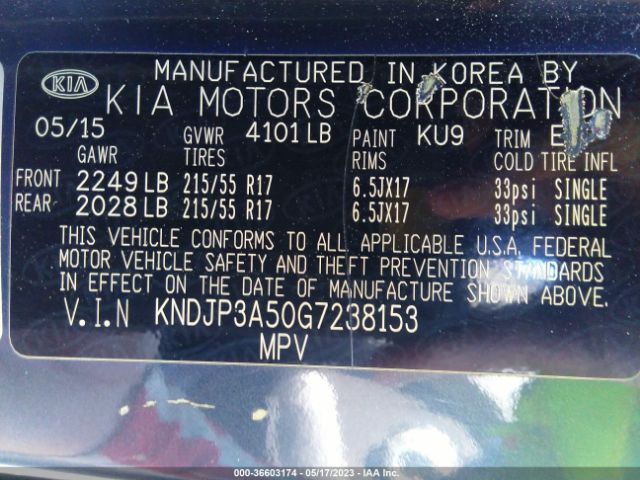 KIA
MANUFACTURED IN KOREA BY
KIA MOTORS CORPORATION
05/15 GVWR 4101LB PAINT KU9 TRIM
GAWR TIRES RIMS COLD TIRE INFL
FRONT 2249LB 215/55 R17 6.5JX17 33psi SINGLE
REAR 2028LB 215/55 R17 6.5JX17 33psi SINGLE
THIS VEHICLE CONFORMS TO ALL APPLICABLE U.S.A. FEDERAL
MOTOR VEHICLE SAFETY AND THEFT PREVENTION STANDARDS
IN EFFECT ON THE DATE OF MANUFACTURE SHOWN ABOVE.
V.I.N KNDJP3A50G7238153
MPV
000-36603174 - 05/17/2023 - IAA Inc.